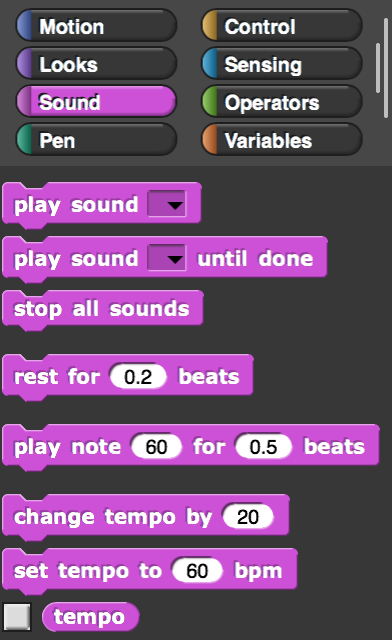 Motion Control
Looks Sensing
Sound Operators
Pen Variables
play sound
play sound until done
stop all sounds
rest for 0.2 beats
play note 60 for 0.5 beats
change tempo by 20
set tempo to 60 bpm
tempo